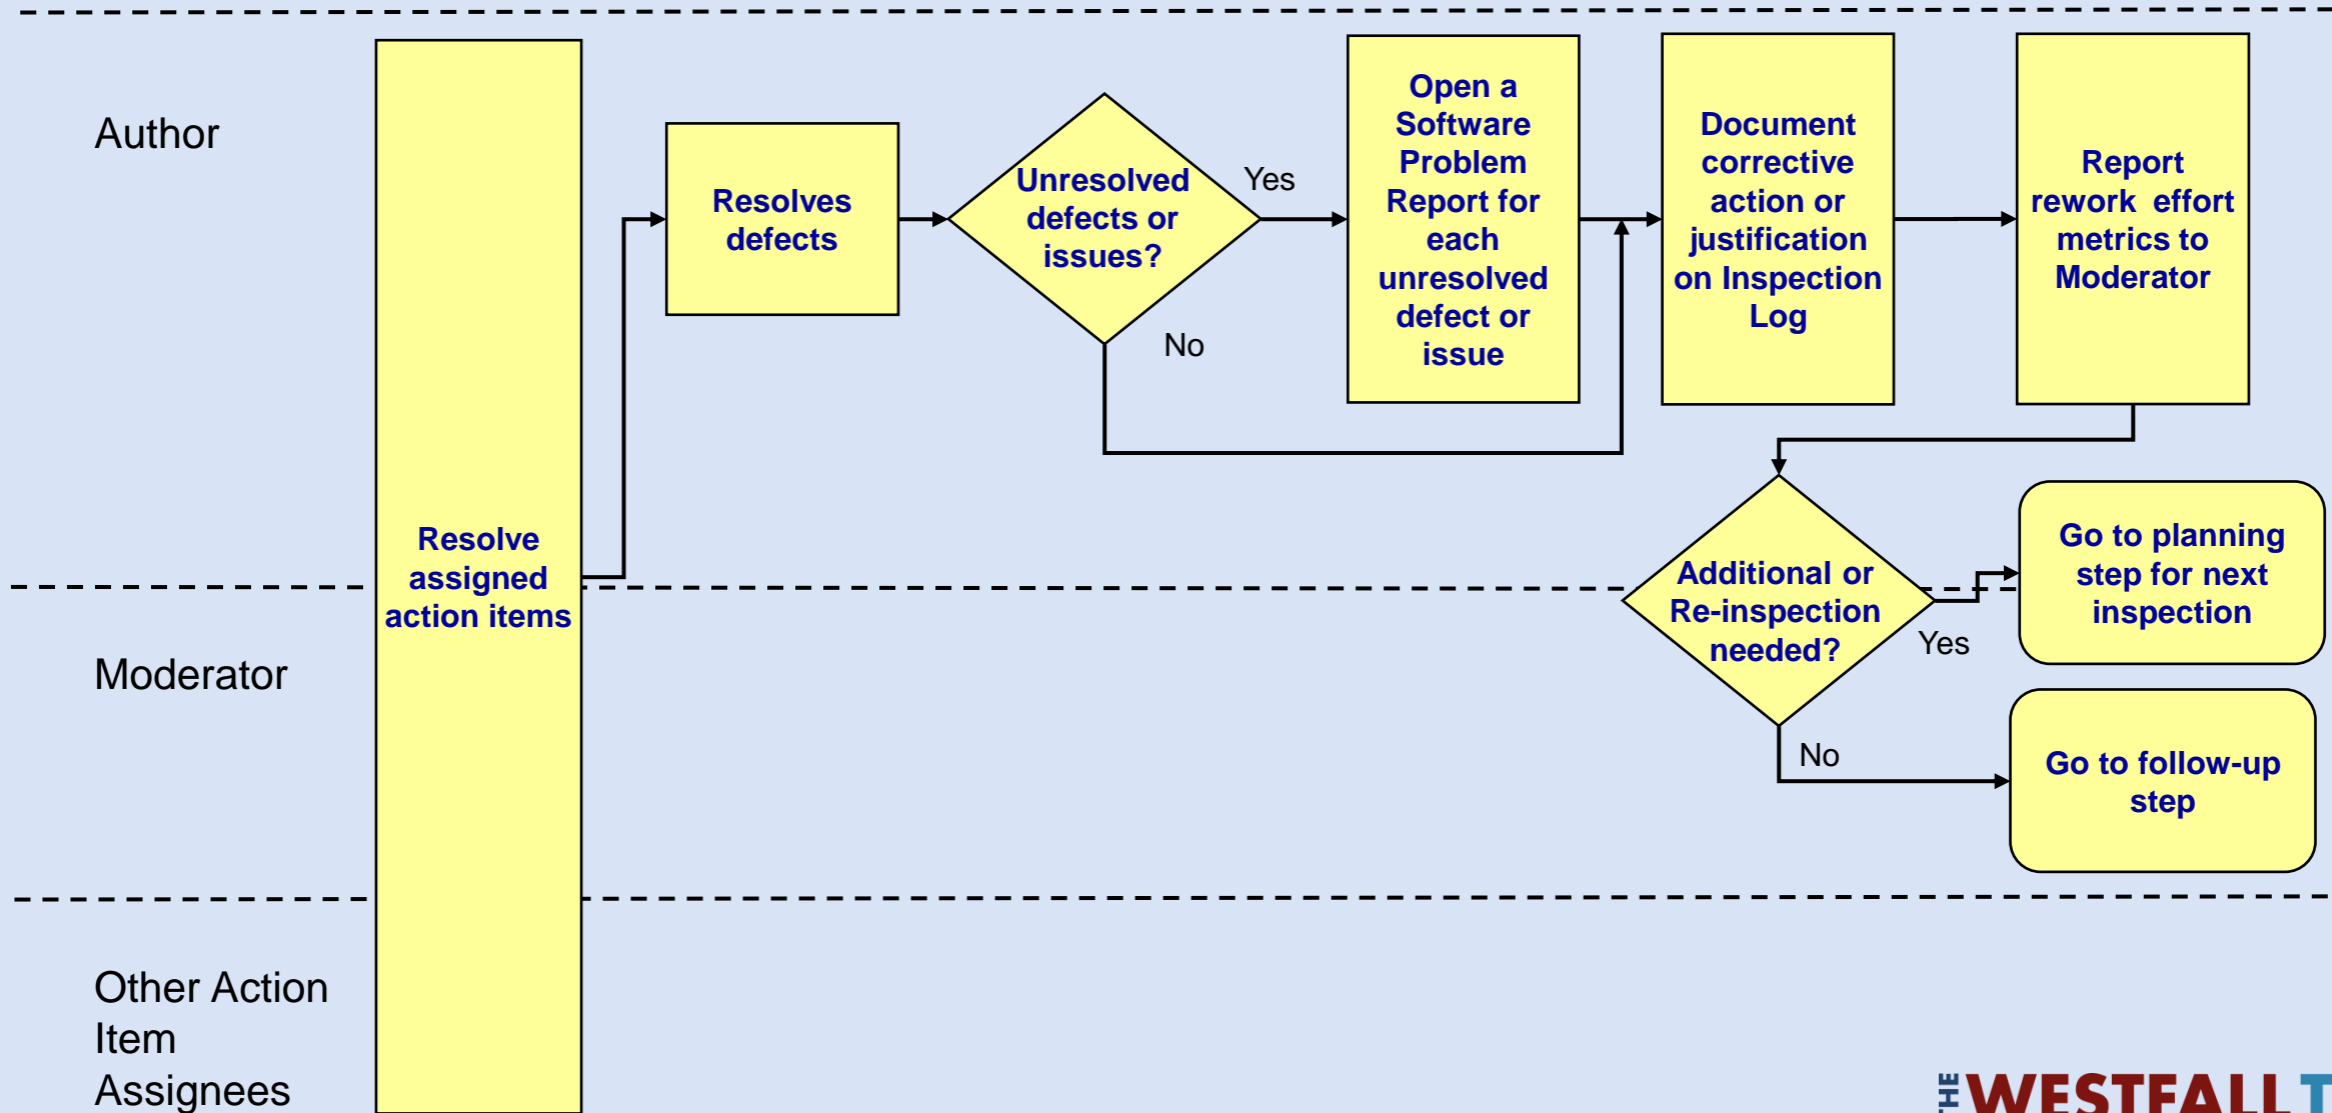 Author
Resolve
assigned
action items
Resolves
defects
Unresolved
defects or
issues?
Yes
No
Open a
Software
Problem
Report for
each
unresolved
defect or
issue
Document
corrective
action or
justification
on Inspection
Log
Report
rework effort
metrics to
Moderator
Additional or
Re-inspection
needed?
Yes
No
Go to planning
step for next
inspection
Go to follow-up
step
Moderator
Other Action
Item
Assignees
THE
WESTFALL T